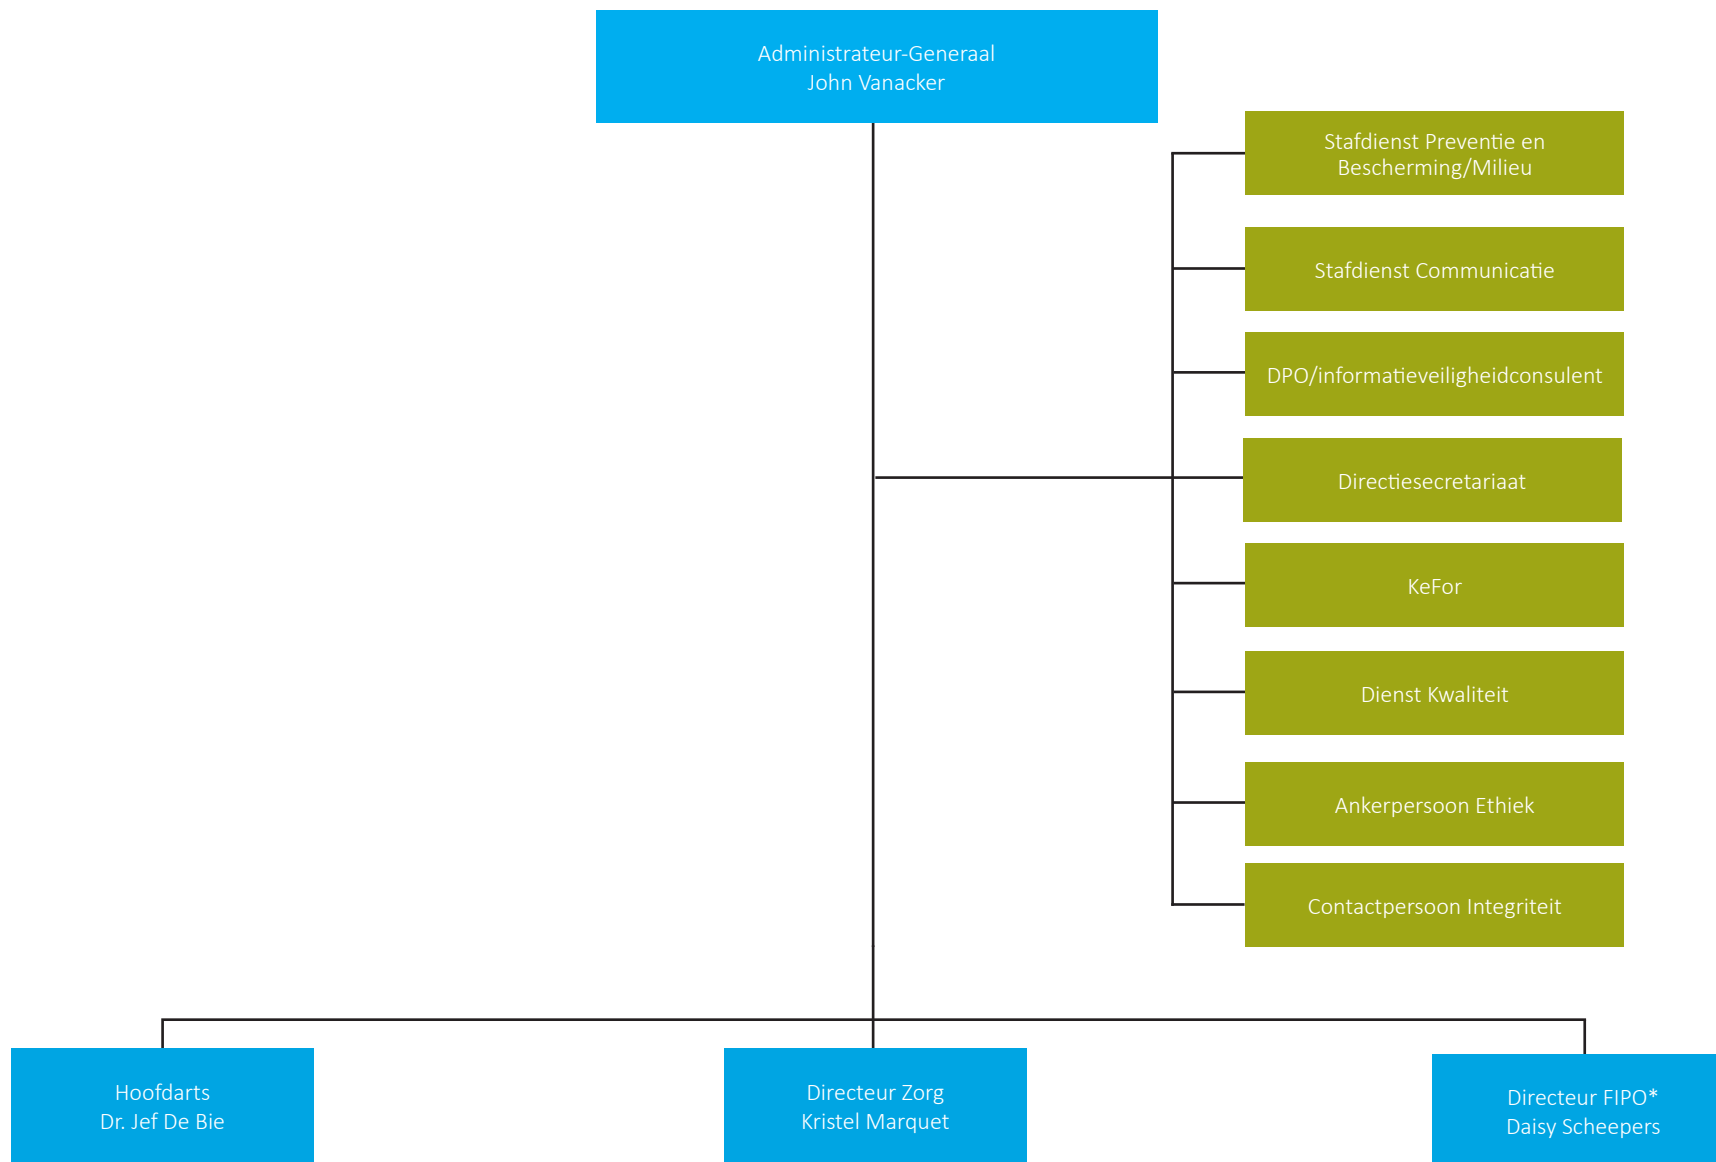 Administrateur-Generaal
John Vanacker
Stafdienst Preventie en
Bescherming/Milieu
Stafdienst Communicatie
DPO/informatieveiligheidconsulent
Directiesecretariaat
KeFor
Dienst Kwaliteit
Ankerpersoon Ethiek
Contactpersoon Integriteit
Hoofdarts
Dr. Jef De Bie
Directeur Zorg
Kristel Marquet
Directeur FIPO*
Daisy Scheepers